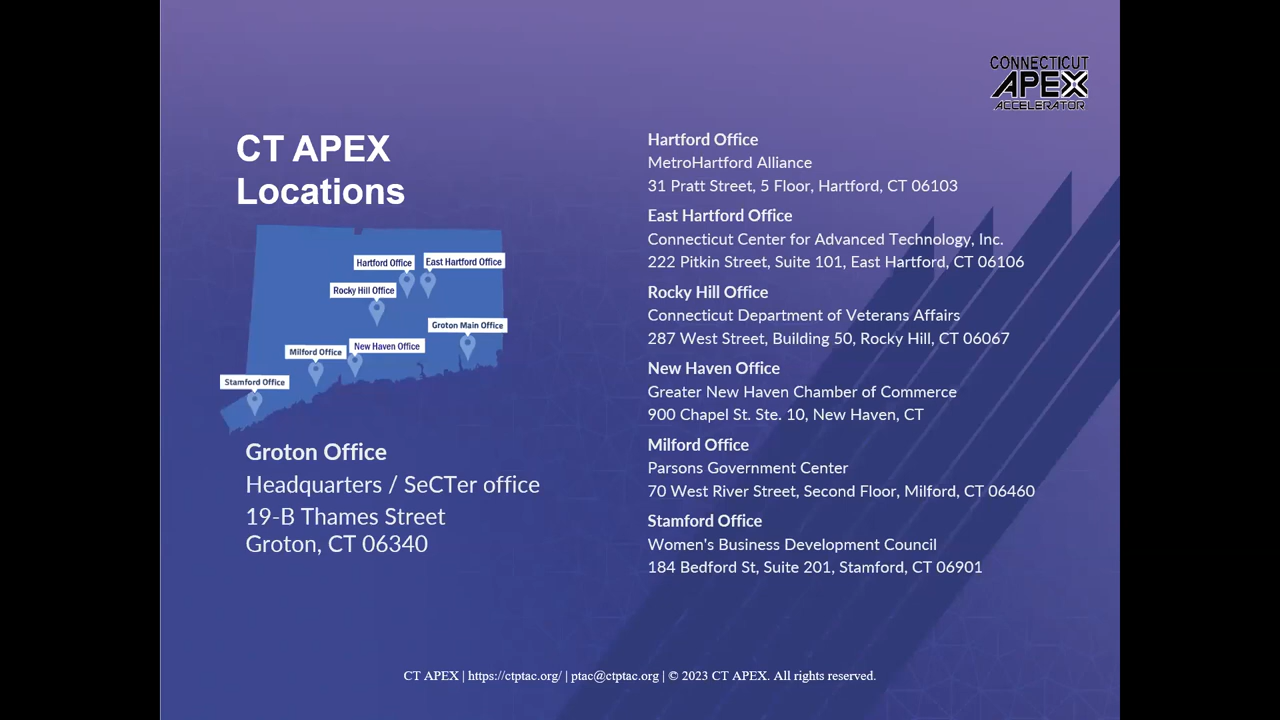 CONNECTICUT
APEX
ACCELERATOR
CT APEX
Locations
Hartford Office
East Hartford Office
Rocky Hill Office
Groton Main Office
New Haven Office
Milford Office
Stamford Office
Groton Office
Headquarters / SeCTer office
19-B Thames Street
Groton, CT 06340
Hartford Office
MetroHartford Alliance
31 Pratt Street, 5 Floor, Hartford, CT 06103
East Hartford Office
Connecticut Center for Advanced Technology, Inc.
222 Pitkin Street, Suite 101, East Hartford, CT 06106
Rocky Hill Office
Connecticut Department of Veterans Affairs
287 West Street, Building 50, Rocky Hill, CT 06067
New Haven Office
Greater New Haven Chamber of Commerce
900 Chapel St. Ste. 10, New Haven, CT
Milford Office
Parsons Government Center
70 West River Street, Second Floor, Milford, CT 06460
Stamford Office
Women's Business Development Council
184 Bedford St, Suite 201, Stamford, CT 06901
CT APEX | https://ctptac.org/ | ptac@ctptac.org | © 2023 CT APEX. All rights reserved.